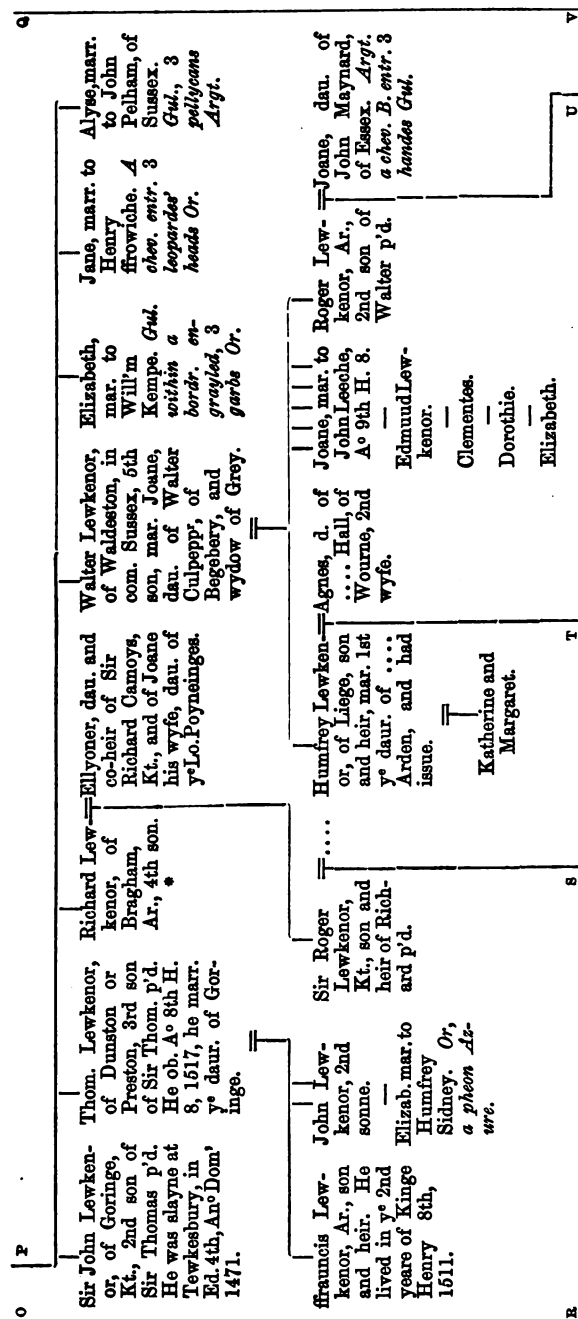 O
P
Q
Sir John Lewken-
or, of Goringe,
Kt., 2nd son of
Sir Thomas p'd.
He was slayne at
Tewkesbury, in
Ed. 4th, An° Dom'
1471.
Thom. Lewkenor,
of Dunston or
Preston, 3rd son
of Sir Thom. p'd.
He ob. A° 8th H.
8, 1517, he marr.
yᵉ daur. of Gor-
inge.
Richard Lew-
kenor, of
Bragham,
Ar., 4th son.
*
Ellyoner, dau. and
co-heir of Sir
Richard Camoys,
Kt., and of Joane
his wyfe, dau. of
yᵉ Lo. Poyneinges.
Walter Lewkenor,
of Waldeston, in
com. Sussex, 5th
son, mar. Joane,
dau. of Walter
Culpeppʳ, of
Begebery, and
wydow of Grey.
Elizabeth,
mar. to
Will'm
Kempe. Gul.
within a
bordr. en-
grayled, 3
garbs Or.
Jane, marr. to
Henry
ffrowiche. A
chev. entr. 3
leopardes'
heads Or.
Alyse, marr.
to John
Pelham, of
Sussex.
Gul., 3
pellycans
Argt.
ffrauncis Lew-
kenor, Ar., son
and heir. He
lived in yᵉ 2nd
yeare of Kinge
Henry 8th,
1511.
John Lew-
kenor, 2nd
sonne.
—
Elizab. mar. to
Humfrey
Sidney. Or,
a pheon Az-
ure.
Sir Roger
Lewkenor,
Kt., son and
heir of Rich-
ard p'd.
....
Humfrey Lewken-
or, of Liege, son
and heir, mar. 1st
yᵉ daur. of ....
Arden, and had
issue.
Katherine and
Margaret.
Agnes, d. of
.... Hall, of
Wourne, 2nd
wyfe.
Joane, mar. to
John Leeche,
A° 9th H. 8.
—
Edmuud Lew-
kenor.
—
Clementes.
—
Dorothie.
—
Elizabeth.
Roger Lew-
kenor, Ar.,
2nd son of
Walter p'd.
Joane, dau. of
John Maynard,
of Essex. Argt.
a chev. B. entr. 3
handes Gul.
R
S
T
U
V